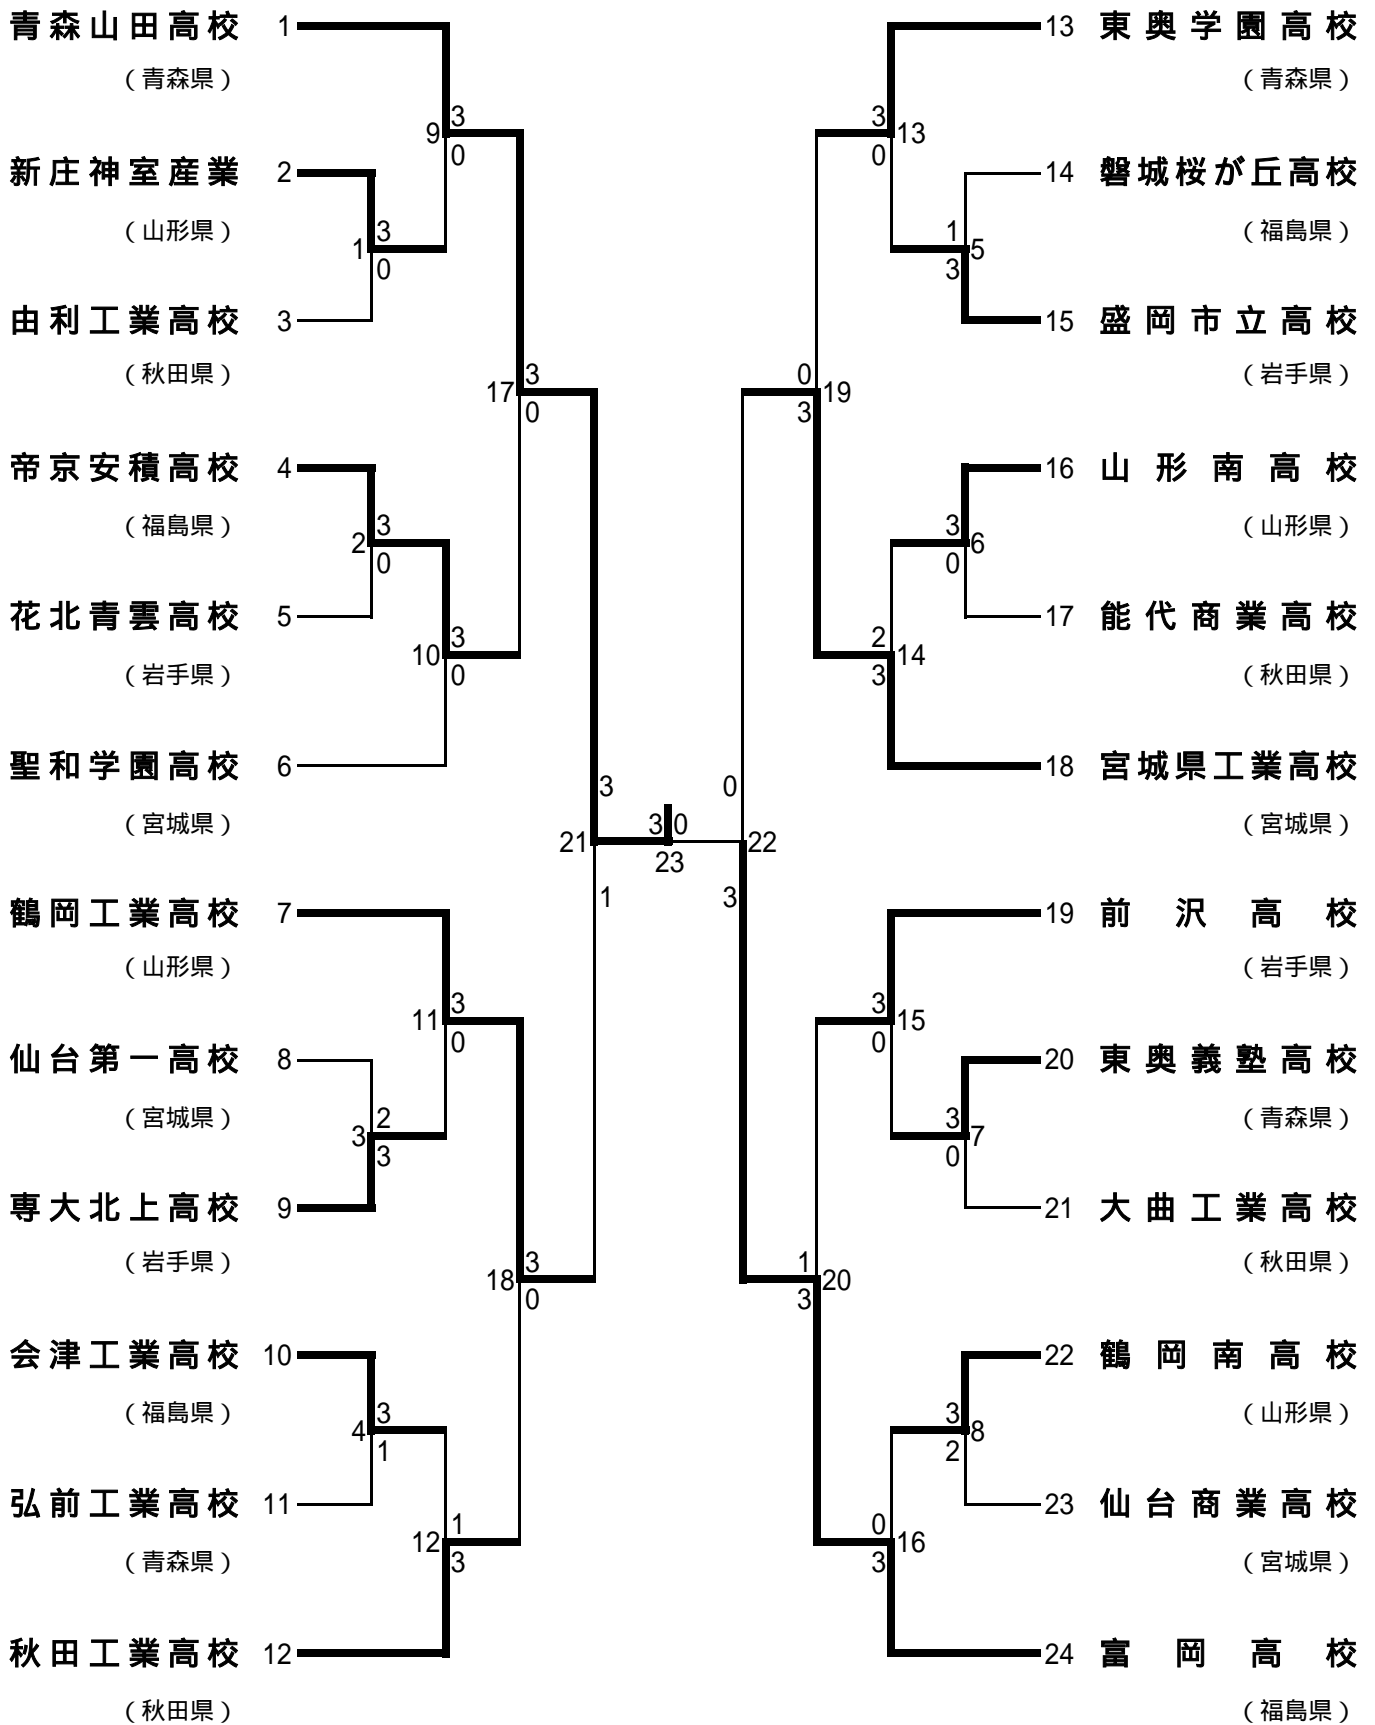 青森山田高校 1
（青森県）
新庄神室産業 2
（山形県）
由利工業高校 3
（秋田県）
帝京安積高校 4
（福島県）
花北青雲高校 5
（岩手県）
聖和学園高校 6
（宮城県）
鶴岡工業高校 7
（山形県）
仙台第一高校 8
（宮城県）
専大北上高校 9
（岩手県）
会津工業高校 10
（福島県）
弘前工業高校 11
（青森県）
秋田工業高校 12
（秋田県）
9 3
0
1 3
0
2 3
0
10 3
0
17 3
0
11 3
0
3 2
3
4 3
1
12 1
3
18 3
0
21 3
1
3 0
23
0 22
3
0 19
3
3 13
0
1 5
3
3 6
0
2 14
3
1 20
3
3 15
0
3 7
0
3 8
2
0 16
3
13 東奥学園高校
（青森県）
14 磐城桜が丘高校
（福島県）
15 盛岡市立高校
（岩手県）
16 山形南高校
（山形県）
17 能代商業高校
（秋田県）
18 宮城県工業高校
（宮城県）
19 前沢高校
（岩手県）
20 東奥義塾高校
（青森県）
21 大曲工業高校
（秋田県）
22 鶴岡南高校
（山形県）
23 仙台商業高校
（宮城県）
24 富岡高校
（福島県）